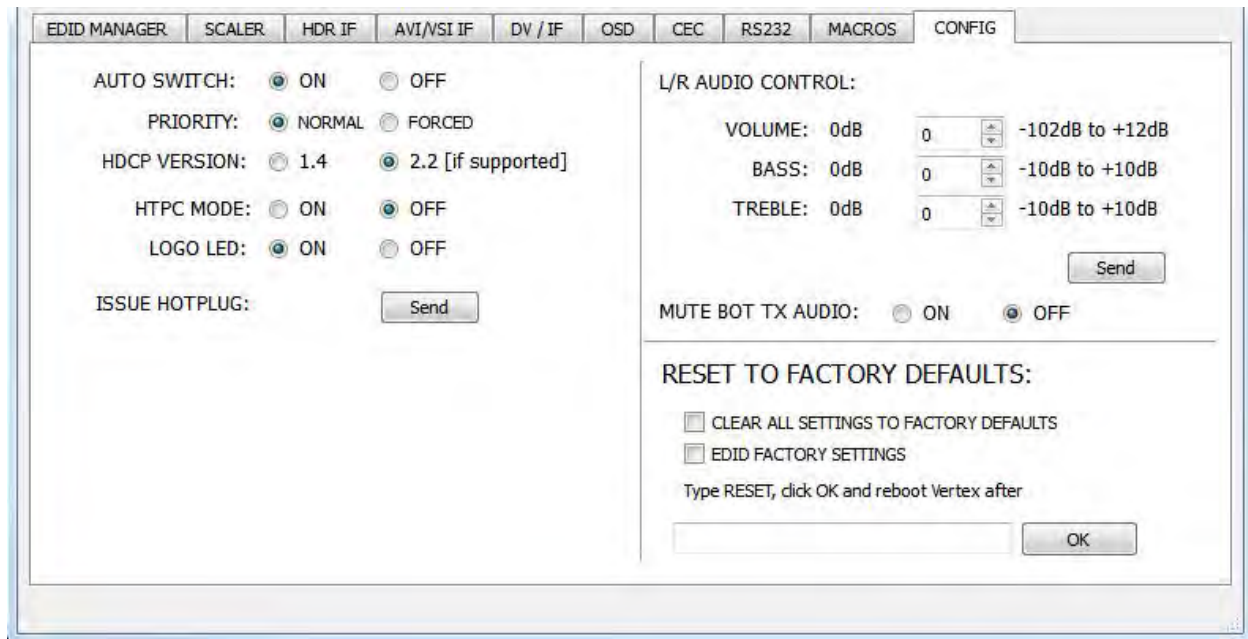 EDID MANAGER SCALER HDR IF AVI/VSI IF DV / IF OSD CEC RS232 MACROS CONFIG
AUTO SWITCH: ON OFF
PRIORITY: NORMAL FORCED
HDCP VERSION: 1.4 2.2 [if supported]
HTPC MODE: ON OFF
LOGO LED: ON OFF
ISSUE HOTPLUG: Send
L/R AUDIO CONTROL:
VOLUME: 0dB 0 -102dB to +12dB
BASS: 0dB 0 -10dB to +10dB
TREBLE: 0dB 0 -10dB to +10dB
Send
MUTE BOT TX AUDIO: ON OFF
RESET TO FACTORY DEFAULTS:
CLEAR ALL SETTINGS TO FACTORY DEFAULTS
EDID FACTORY SETTINGS
Type RESET, click OK and reboot Vertex after
OK